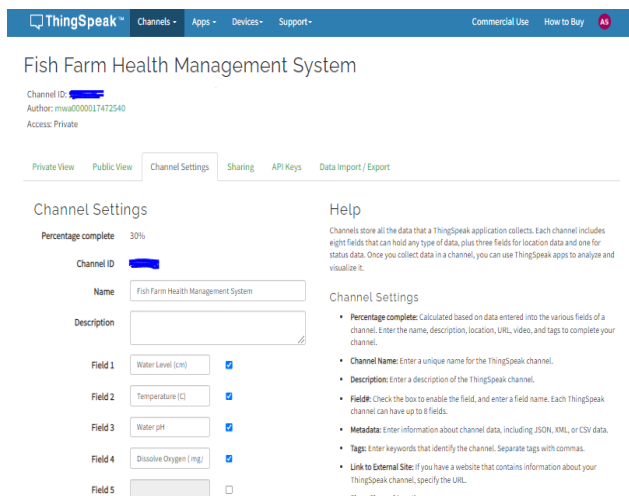 ThingSpeak™ Channels Apps Devices Support Commercial Use How to Buy AS
Fish Farm Health Management System
Channel ID:
Author: mwa0000017472540
Access: Private
Private View Public View Channel Settings Sharing API Keys Data Import / Export
Channel Settings
Percentage complete 30%
Channel ID
Name Fish Farm Health Management System
Description
Field 1 Water Level (cm)
Field 2 Temperature (C)
Field 3 Water pH
Field 4 Dissolve Oxygen ( mg/
Field 5
Help
Channels store all the data that a ThingSpeak application collects. Each channel includes
eight fields that can hold any type of data, plus three fields for location data and one for
status data. Once you collect data in a channel, you can use ThingSpeak apps to analyze and
visualize it.
Channel Settings
• Percentage complete: Calculated based on data entered into the various fields of a
channel. Enter the name, description, location, URL, video, and tags to complete your
channel.
• Channel Name: Enter a unique name for the ThingSpeak channel.
• Description: Enter a description of the ThingSpeak channel.
• Field#: Check the box to enable the field, and enter a field name. Each ThingSpeak
channel can have up to 8 fields.
• Metadata: Enter information about channel data, including JSON, XML, or CSV data.
• Tags: Enter keywords that identify the channel. Separate tags with commas.
• Link to External Site: If you have a website that contains information about your
ThingSpeak channel, specify the URL.